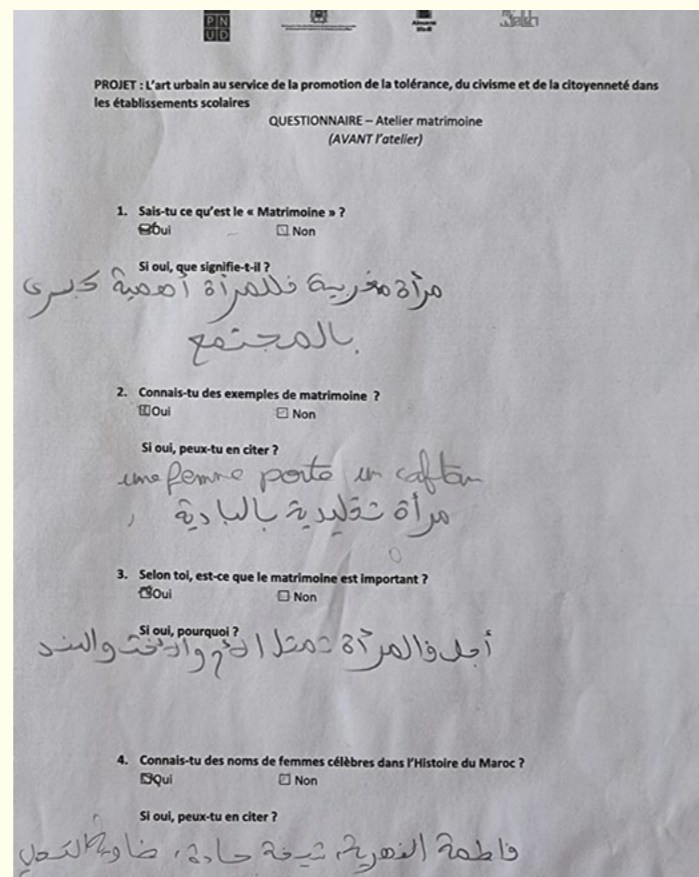 PN
UD
PROJET : L'art urbain au service de la promotion de la tolérance, du civisme et de la citoyenneté dans
les établissements scolaires
QUESTIONNAIRE – Atelier matrimoine
(AVANT l'atelier)
1. Sais-tu ce qu'est le « Matrimoine » ?
Oui Non
Si oui, que signifie-t-il ?
مرأة مغربية فللمرأة أهمية كبرى
بالمجتمع
2. Connais-tu des exemples de matrimoine ?
Oui Non
Si oui, peux-tu en citer ?
une femme porte un caftan
مرأة تقليدية بالبادية
3. Selon toi, est-ce que le matrimoine est important ?
Oui Non
Si oui, pourquoi ?
أجل فالمرأة تمثل الأم والأخت والسند
4. Connais-tu des noms de femmes célèbres dans l'Histoire du Maroc ?
Oui Non
Si oui, peux-tu en citer ?
فاطمة الفهرية،